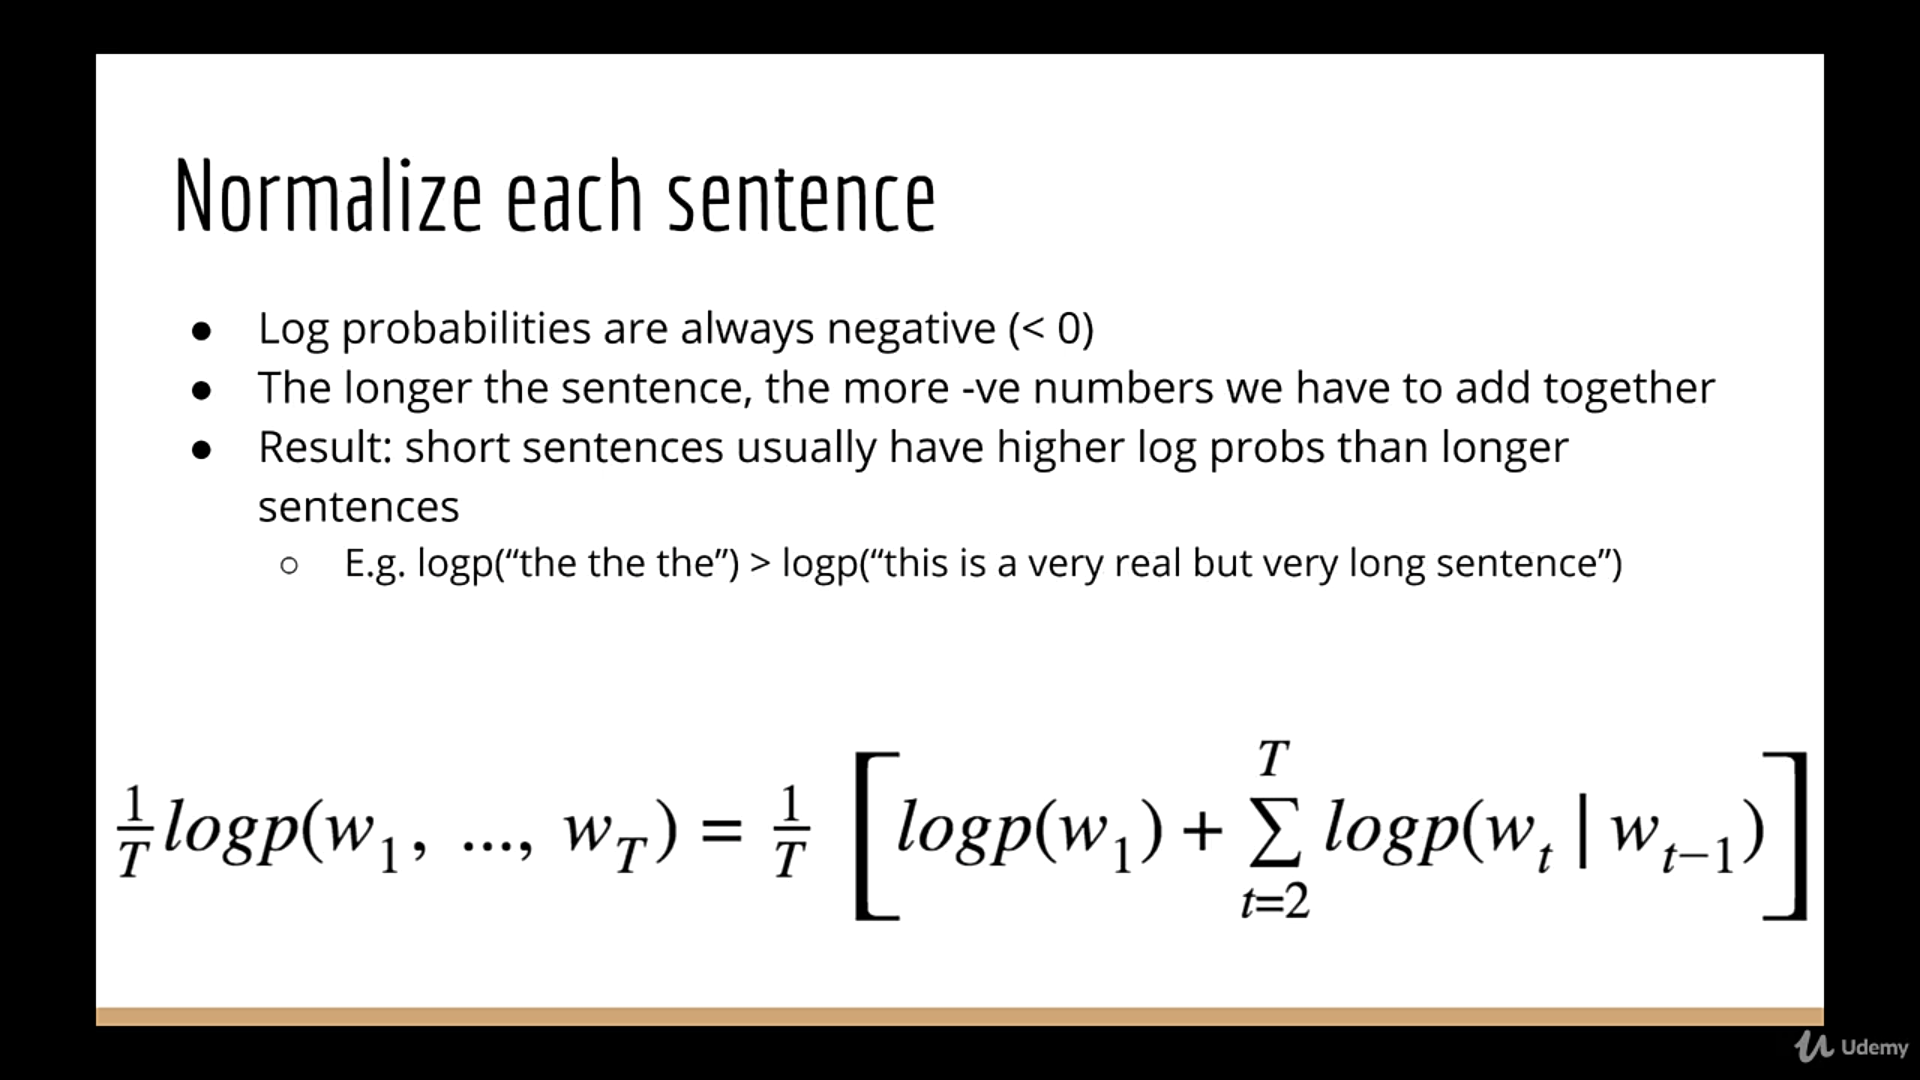 Normalize each sentence
● Log probabilities are always negative (< 0)
● The longer the sentence, the more -ve numbers we have to add together
● Result: short sentences usually have higher log probs than longer
sentences
○ E.g. logp(“the the the”) > logp(“this is a very real but very long sentence”)
$\frac{1}{T} logp(w_1, ..., w_T) = \frac{1}{T} \left[ logp(w_1) + \sum_{t=2}^{T} logp(w_t | w_{t-1}) \right]$
Udemy